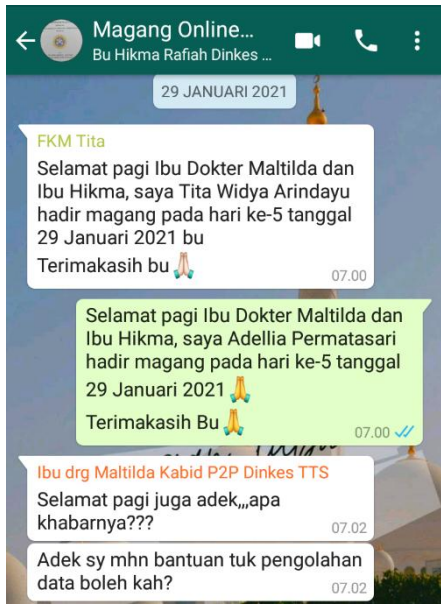 Magang Online...
Bu Hikma Rafiah Dinkes ...
29 JANUARI 2021
FKM Tita
Selamat pagi Ibu Dokter Maltilda dan
Ibu Hikma, saya Tita Widya Arindayu
hadir magang pada hari ke-5 tanggal
29 Januari 2021 bu
Terimakasih bu🙏🏻
07.00
Selamat pagi Ibu Dokter Maltilda dan
Ibu Hikma, saya Adellia Permatasari
hadir magang pada hari ke-5 tanggal
29 Januari 2021🙏
Terimakasih Bu🙏
07.00
Ibu drg Maltilda Kabid P2P Dinkes TTS
Selamat pagi juga adek,,,apa
khabarnya???
07.02
Adek sy mhn bantuan tuk pengolahan
data boleh kah?
07.02